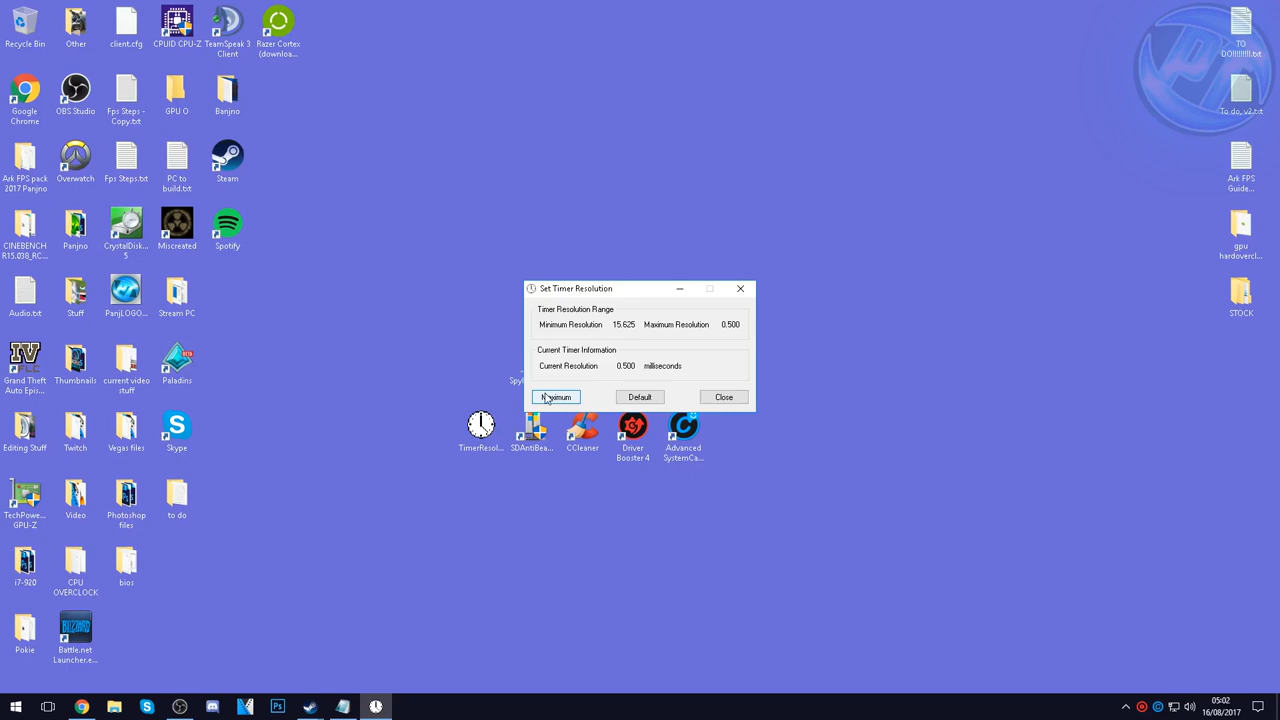 Recycle Bin
Other
client.cfg
CPUID CPU-Z
TeamSpeak 3
Client
Razer Cortex
(downloa...
TO
DO!!!!!!!!!.txt
Google
Chrome
OBS Studio
Fps Steps -
Copy.txt
GPU O
Banjno
To do, v2.txt
Ark FPS pack
2017 Panjno
Overwatch
Fps Steps.txt
PC to
build.txt
Steam
Ark FPS
Guide...
CINEBENCH
R15.038_RC...
Panjno
CrystalDisk...
5
Miscreated
Spotify
gpu
hardovercl...
Audio.txt
Stuff
PanjLOGO...
Stream PC
STOCK
Set Timer Resolution
Timer Resolution Range
Minimum Resolution 15.625 Maximum Resolution 0.500
Current Timer Information
Current Resolution 0.500 milliseconds
Default
Close
Grand Theft
Auto Epis...
Thumbnails
current video
stuff
Paladins
Editing Stuff
Twitch
Vegas files
Skype
TimerResol...
SDAntiBea...
CCleaner
Driver
Booster 4
Advanced
SystemCa...
TechPowe...
GPU-Z
Video
Photoshop
files
to do
i7-920
CPU
OVERCLOCK
bios
Pokie
Battle.net
Launcher.e...
05:02
16/08/2017